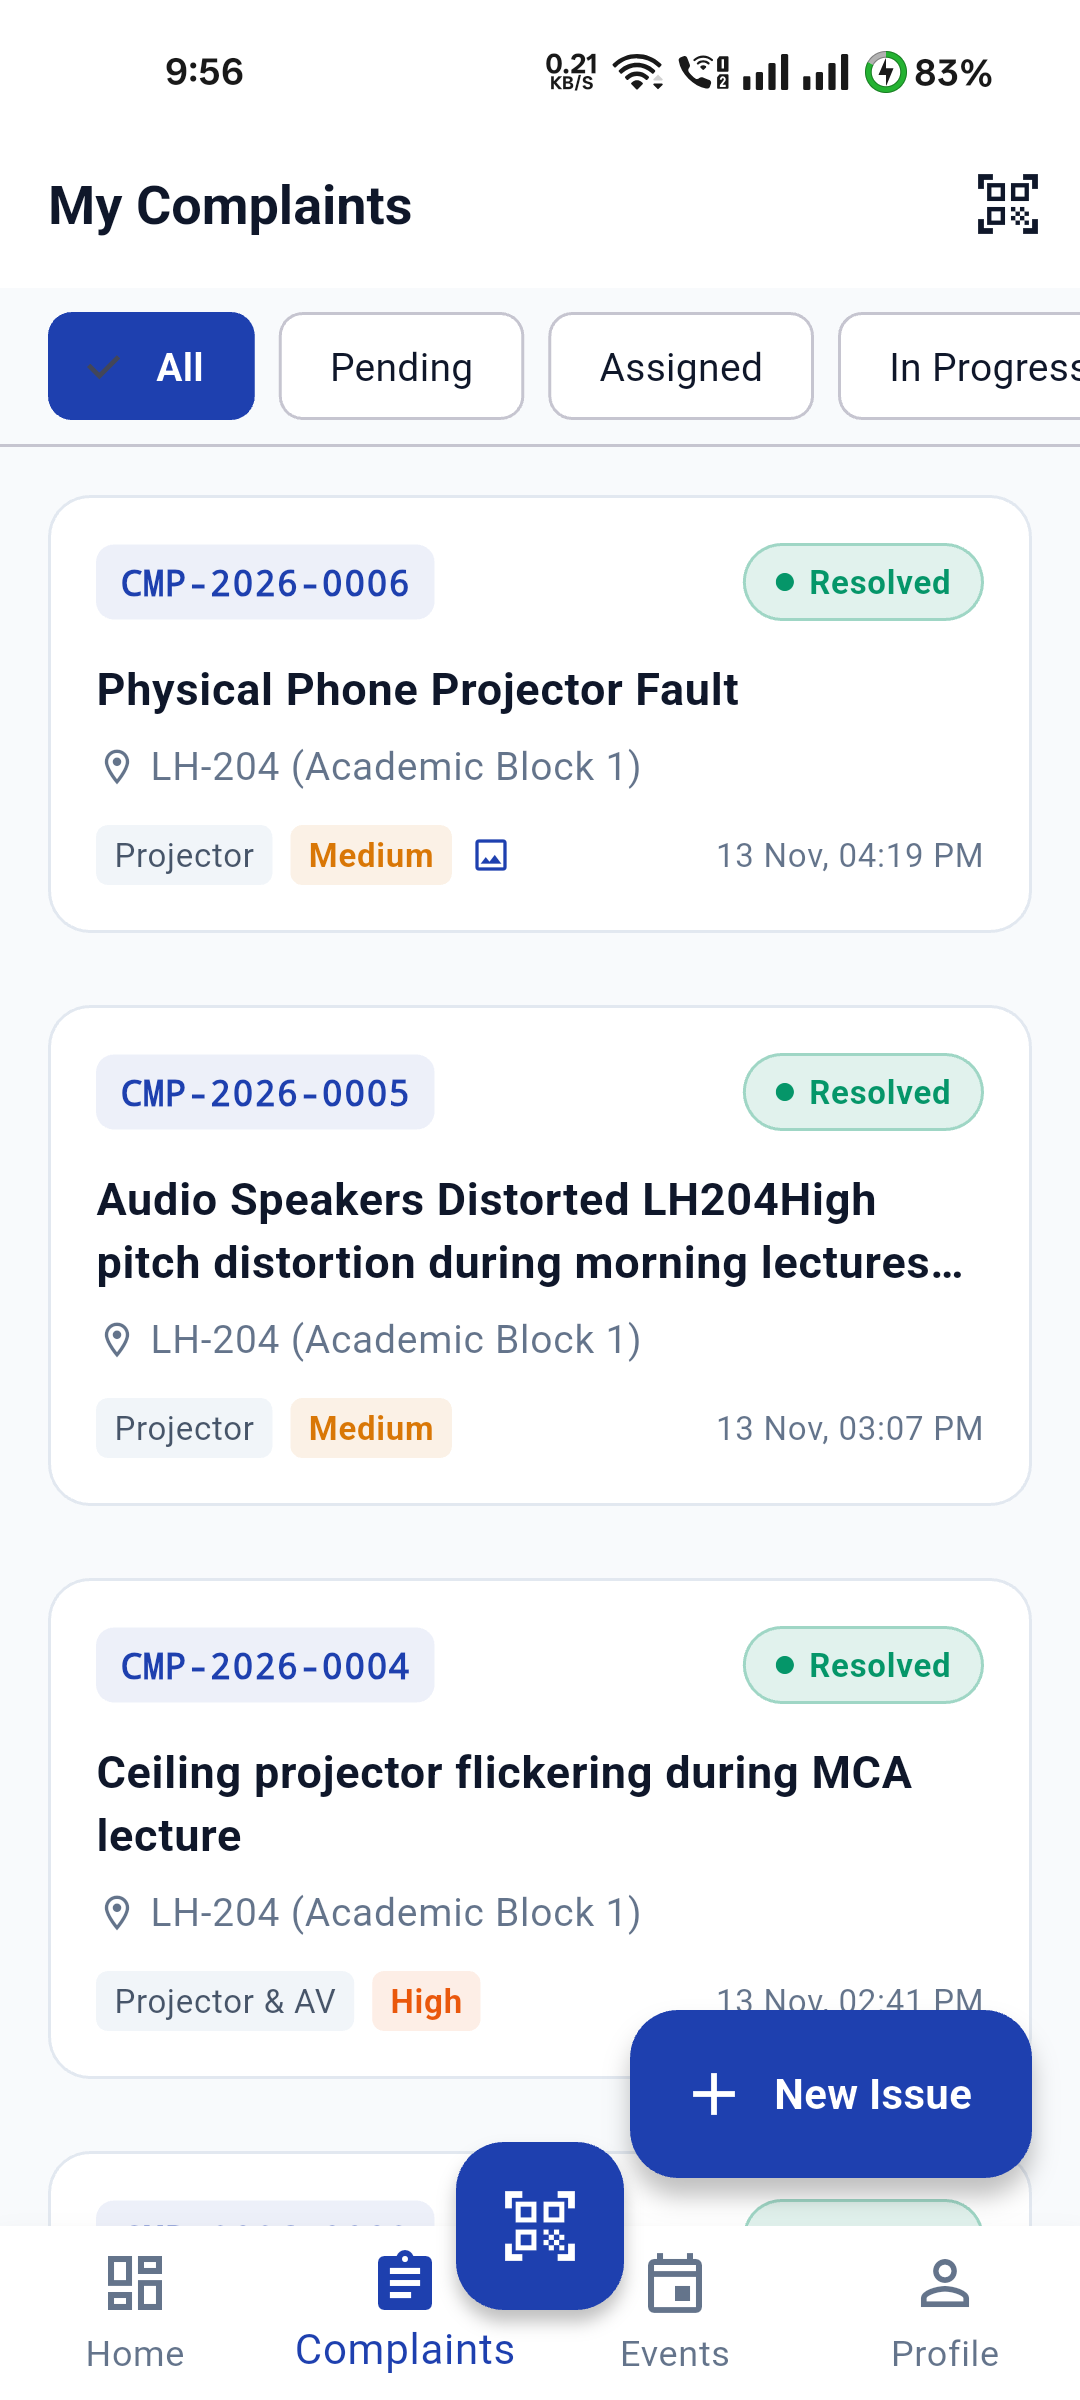 9:56
0.21
KB/S
1
2
83%
My Complaints
All
Pending
Assigned
In Progress
CMP-2026-0006
Resolved
Physical Phone Projector Fault
LH-204 (Academic Block 1)
Projector
Medium
13 Nov, 04:19 PM
CMP-2026-0005
Resolved
Audio Speakers Distorted LH204High
pitch distortion during morning lectures…
LH-204 (Academic Block 1)
Projector
Medium
13 Nov, 03:07 PM
CMP-2026-0004
Resolved
Ceiling projector flickering during MCA
lecture
LH-204 (Academic Block 1)
Projector & AV
High
13 Nov, 02:41 PM
New Issue
Home
Complaints
Events
Profile